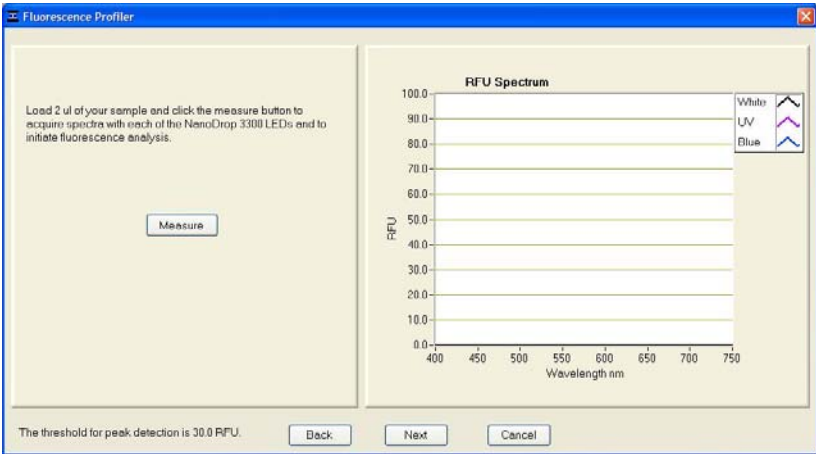 Fluorescence Profiler
Load 2 ul of your sample and click the measure button to
acquire spectra with each of the NanoDrop 3300 LEDs and to
initiate fluorescence analysis.
Measure
RFU Spectrum
White
UV
Blue
RFU
100.0
90.0
80.0
70.0
60.0
50.0
40.0
30.0
20.0
10.0
0.0
400 450 500 550 600 650 700 750
Wavelength nm
The threshold for peak detection is 30.0 RFU.
Back
Next
Cancel